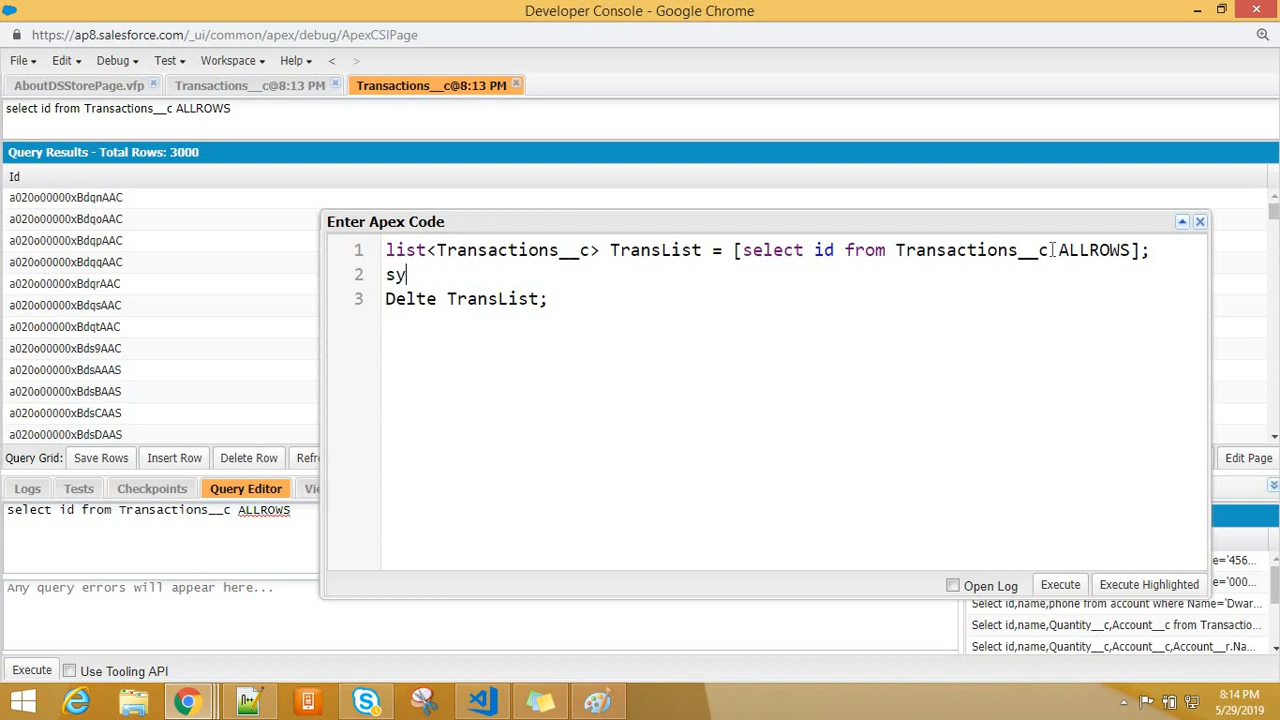 Developer Console - Google Chrome
https://ap8.salesforce.com/_ui/common/apex/debug/ApexCSIPage
File Edit Debug Test Workspace Help < >
AboutDSStorePage.vfp Transactions__c@8:13 PM Transactions__c@8:13 PM
select id from Transactions__c ALLROWS
Query Results - Total Rows: 3000
Id
a020o00000xBdqnAAC
a020o00000xBdqoAAC
a020o00000xBdqpAAC
a020o00000xBdqqAAC
a020o00000xBdqrAAC
a020o00000xBdqsAAC
a020o00000xBdqtAAC
a020o00000xBds9AAC
a020o00000xBdsAAAS
a020o00000xBdsBAAS
a020o00000xBdsCAAS
a020o00000xBdsDAAS
Enter Apex Code
1 list<Transactions__c> TransList = [select id from Transactions__c ALLROWS];
2 sy
3 Delte TransList;
Open Log Execute Execute Highlighted
Query Grid: Save Rows Insert Row Delete Row Refr Edit Page
Logs Tests Checkpoints Query Editor Vi
select id from Transactions__c ALLROWS
Any query errors will appear here...
e='456...
e='000...
Select id,name,phone from account where Name='Dwar...
Select id,name,Quantity__c,Account__c from Transactio...
Select id,name,Quantity__c,Account__c,Account__r.Na...
Execute Use Tooling API
8:14 PM
5/29/2019